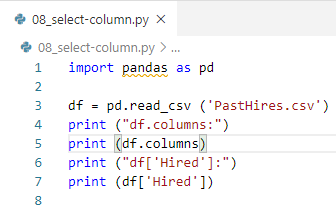 08_select-column.py ×
08_select-column.py > ...
1 import pandas as pd
2
3 df = pd.read_csv ('PastHires.csv')
4 print ("df.columns:")
5 print (df.columns)
6 print ("df['Hired']:")
7 print (df['Hired'])
8